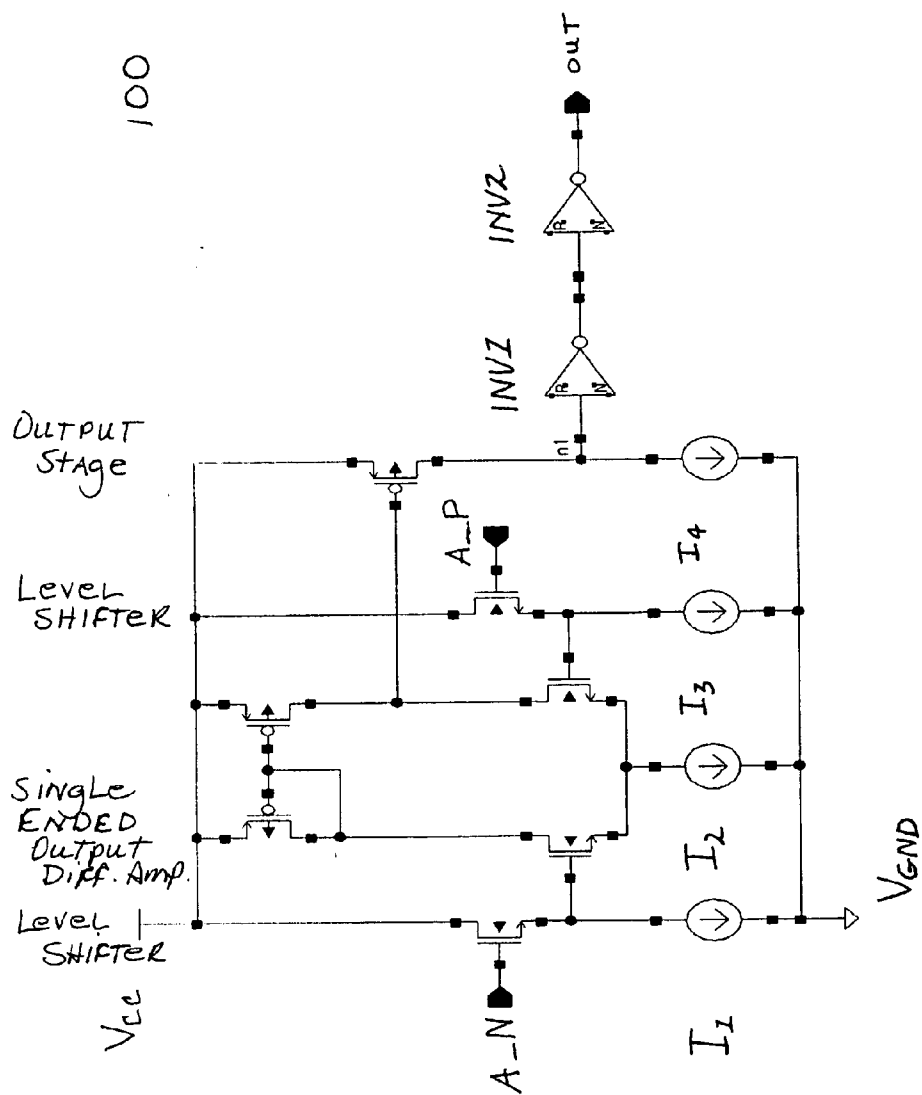 100
OUTPUT
STAGE
LEVEL
SHIFTER
SINGLE
ENDED
OUTPUT
DIFF. AMP.
LEVEL
SHIFTER
VCC
A_N
A_P
n1
INV1
P
N
INV2
P
N
OUT
I1
I2
I3
I4
VGND